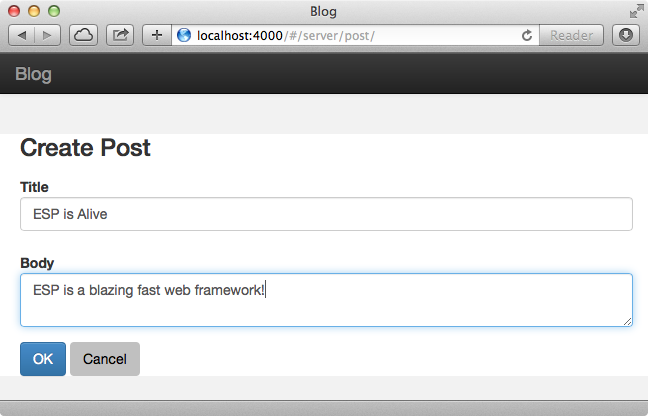 Blog
localhost:4000/#/server/post/
Reader
Blog
Create Post
Title
ESP is Alive
Body
ESP is a blazing fast web framework!
OK Cancel